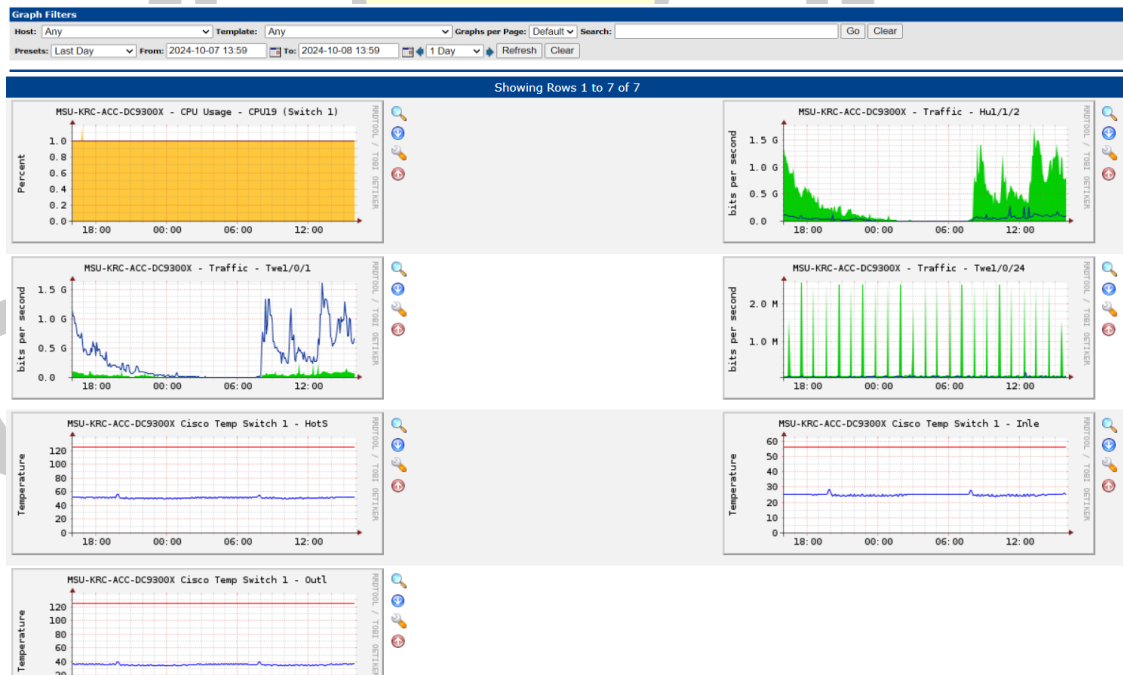 Graph Filters
Host: Any Template: Any Graphs per Page: Default Search: Go Clear
Presets: Last Day From: 2024-10-07 13:59 To: 2024-10-08 13:59 1 Day Refresh Clear
Showing Rows 1 to 7 of 7
MSU-KRC-ACC-DC9300X - CPU Usage - CPU19 (Switch 1)
Percent
1.0
0.8
0.6
0.4
0.2
0.0
18:00 00:00 06:00 12:00
RRDTOOL / TOBI OETIKER
MSU-KRC-ACC-DC9300X - Traffic - Hu1/1/2
bits per second
1.5 G
1.0 G
0.5 G
0.0
18:00 00:00 06:00 12:00
RRDTOOL / TOBI OETIKER
MSU-KRC-ACC-DC9300X - Traffic - Twe1/0/1
bits per second
1.5 G
1.0 G
0.5 G
0.0
18:00 00:00 06:00 12:00
RRDTOOL / TOBI OETIKER
MSU-KRC-ACC-DC9300X - Traffic - Twe1/0/24
bits per second
2.0 M
1.0 M
18:00 00:00 06:00 12:00
RRDTOOL / TOBI OETIKER
MSU-KRC-ACC-DC9300X Cisco Temp Switch 1 - HotS
Temperature
120
100
80
60
40
20
0
18:00 00:00 06:00 12:00
RRDTOOL / TOBI OETIKER
MSU-KRC-ACC-DC9300X Cisco Temp Switch 1 - Inle
Temperature
60
50
40
30
20
10
0
18:00 00:00 06:00 12:00
RRDTOOL / TOBI OETIKER
MSU-KRC-ACC-DC9300X Cisco Temp Switch 1 - Outl
Temperature
120
100
80
60
40
20
RRDTOOL / TOBI OETIKER